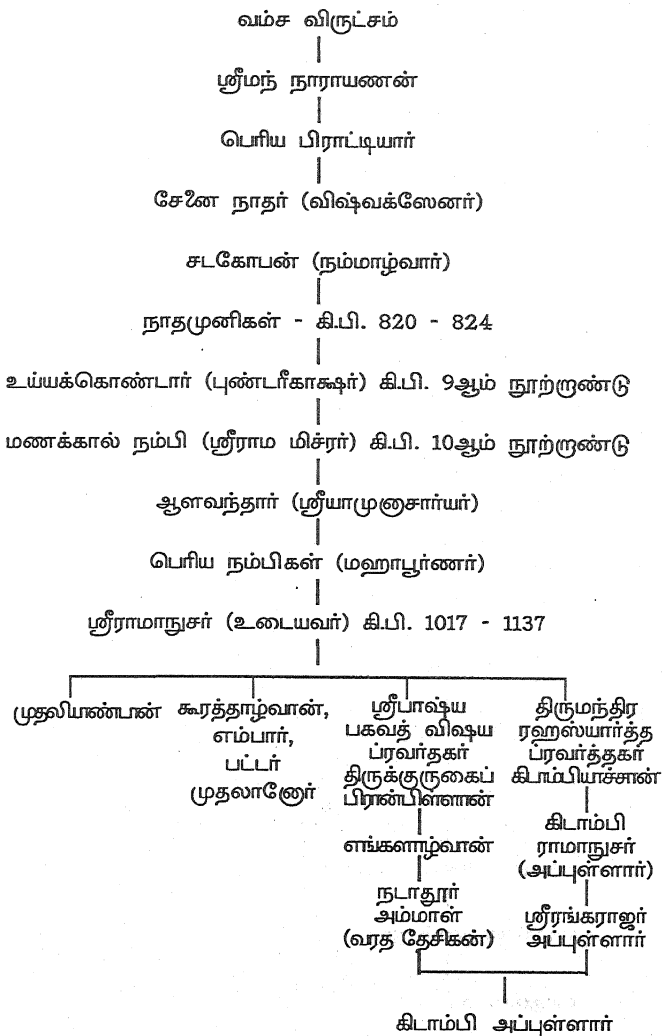 வம்ச விருட்சம்
ஸ்ரீமந் நாராயணன்
பெரிய பிராட்டியார்
சேனை நாதர் (விஷ்வக்ஸேனர்)
சடகோபன் (நம்மாழ்வார்)
நாதமுனிகள் - கி.பி. 820 - 824
உய்யக்கொண்டார் (புண்டரீகாக்ஷர்) கி.பி. 9ஆம் நூற்றாண்டு
மணக்கால் நம்பி (ஸ்ரீராம மிச்ரர்) கி.பி. 10ஆம் நூற்றாண்டு
ஆளவந்தார் (ஸ்ரீயாமுனாசார்யர்)
பெரிய நம்பிகள் (மஹாபூர்ணர்)
ஸ்ரீராமாநுசர் (உடையவர்) கி.பி. 1017 - 1137
முதலியாண்பான்
கூரத்தாழ்வான்,
எம்பார்,
பட்டர்
முதலானோர்
ஸ்ரீபாஷ்ய
பகவத் விஷய
ப்ரவர்தகர்
திருக்குருகைப்
பிரான்பிள்ளான்
எங்களாழ்வான்
நடாதூர்
அம்மாள்
(வரத தேசிகன்)
திருமந்திர
ரஹஸ்யார்த்த
ப்ரவர்த்தகர்
கிடாம்பியாச்சான்
கிடாம்பி
ராமாநுசர்
(அப்புள்ளார்)
ஸ்ரீரங்கராஜர்
அப்புள்ளார்
கிடாம்பி அப்புள்ளார்